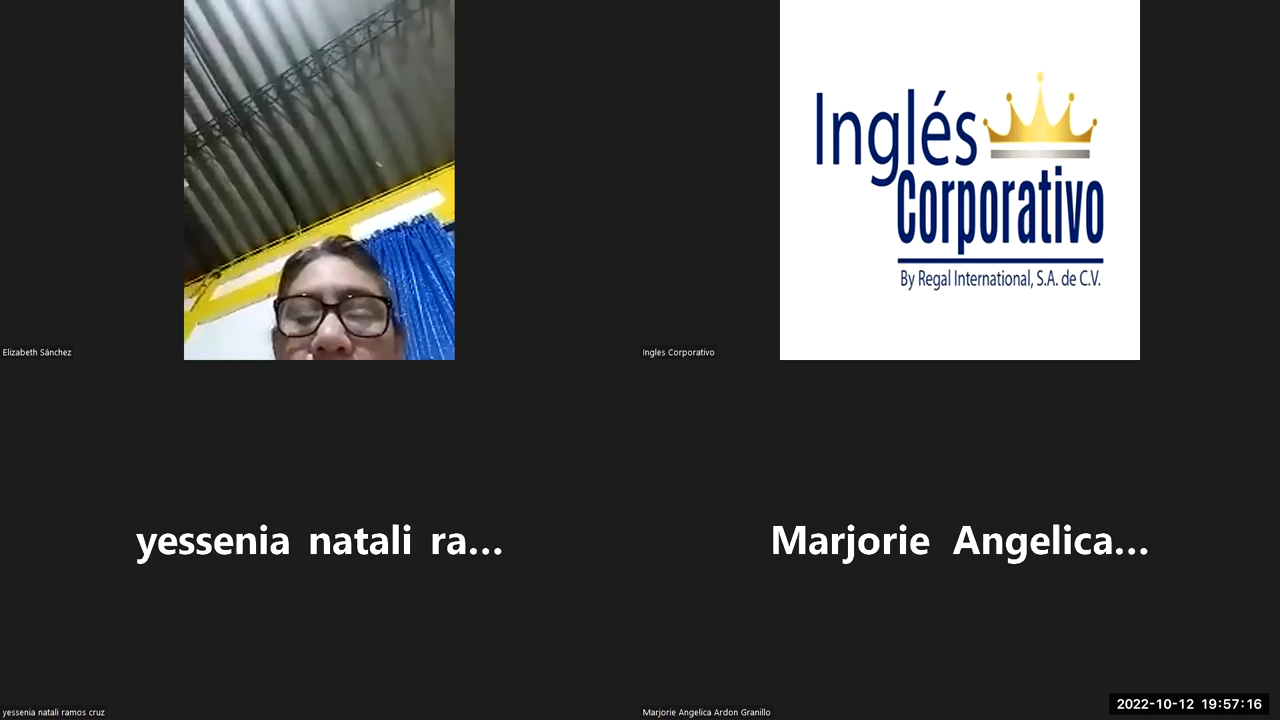 Inglés
Corporativo
By Regal International, S.A. de C.V.
Elizabeth Sánchez
Ingles Corporativo
yessenia natali ra...
Marjorie Angelica...
yessenia natali ramos cruz
Marjorie Angelica Ardon Granillo
2022-10-12 19:57:16